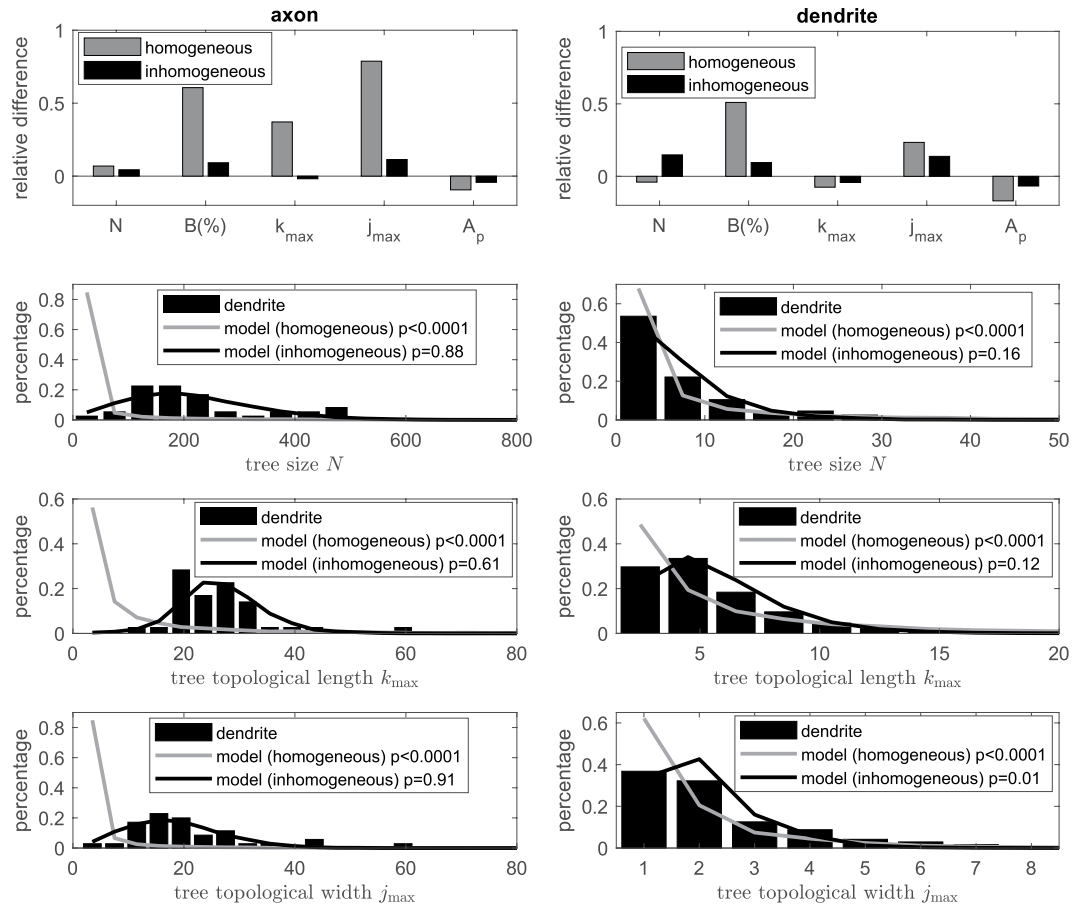 axon
relative difference
1
0.5
0
homogeneous
inhomogeneous
N
B(%)
k_max
j_max
A_p
dendrite
relative difference
1
0.5
0
homogeneous
inhomogeneous
N
B(%)
k_max
j_max
A_p
percentage
0.8
0.6
0.4
0.2
0
dendrite
model (homogeneous) p<0.0001
model (inhomogeneous) p=0.88
0 200 400 600 800
tree size N
percentage
0.6
0.4
0.2
0
dendrite
model (homogeneous) p<0.0001
model (inhomogeneous) p=0.16
0 10 20 30 40 50
tree size N
percentage
0.6
0.4
0.2
0
dendrite
model (homogeneous) p<0.0001
model (inhomogeneous) p=0.61
0 20 40 60 80
tree topological length k_max
percentage
0.6
0.4
0.2
0
dendrite
model (homogeneous) p<0.0001
model (inhomogeneous) p=0.12
5 10 15 20
tree topological length k_max
percentage
0.8
0.6
0.4
0.2
0
dendrite
model (homogeneous) p<0.0001
model (inhomogeneous) p=0.91
0 20 40 60 80
tree topological width j_max
percentage
0.6
0.4
0.2
0
dendrite
model (homogeneous) p<0.0001
model (inhomogeneous) p=0.01
1 2 3 4 5 6 7 8
tree topological width j_max